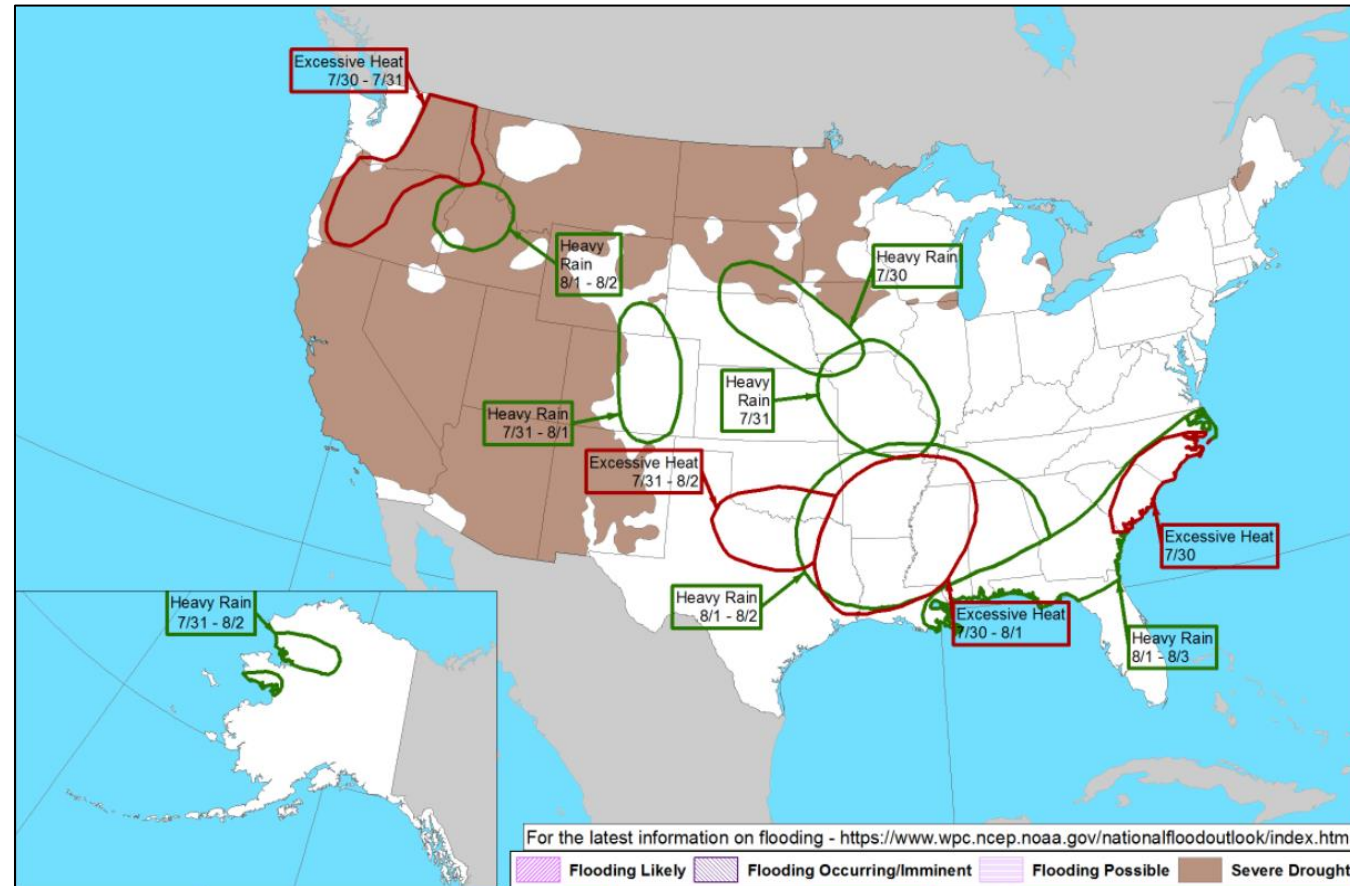 Excessive Heat
7/30 - 7/31
Heavy
Rain
8/1 - 8/2
Heavy Rain
7/30
Heavy
Rain
7/31
Heavy Rain
7/31 - 8/1
Excessive Heat
7/31 - 8/2
Excessive Heat
7/30
Heavy Rain
8/1 - 8/2
Excessive Heat
7/30 - 8/1
Heavy Rain
8/1 - 8/3
Heavy Rain
7/31 - 8/2
For the latest information on flooding - https://www.wpc.ncep.noaa.gov/nationalfloodoutlook/index.htm
Flooding Likely Flooding Occurring/Imminent Flooding Possible Severe Drought